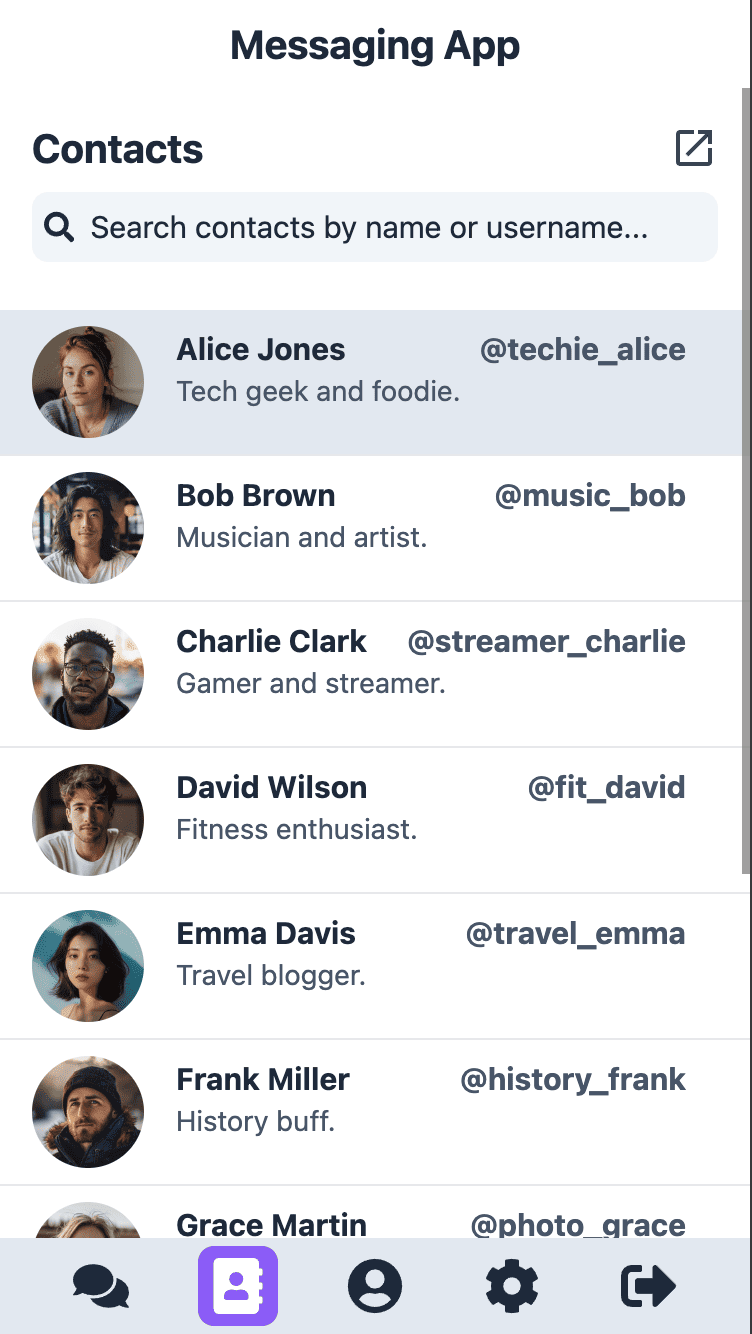 Messaging App
Contacts
Search contacts by name or username...
Alice Jones @techie_alice
Tech geek and foodie.
Bob Brown @music_bob
Musician and artist.
Charlie Clark @streamer_charlie
Gamer and streamer.
David Wilson @fit_david
Fitness enthusiast.
Emma Davis @travel_emma
Travel blogger.
Frank Miller @history_frank
History buff.
Grace Martin @photo_grace